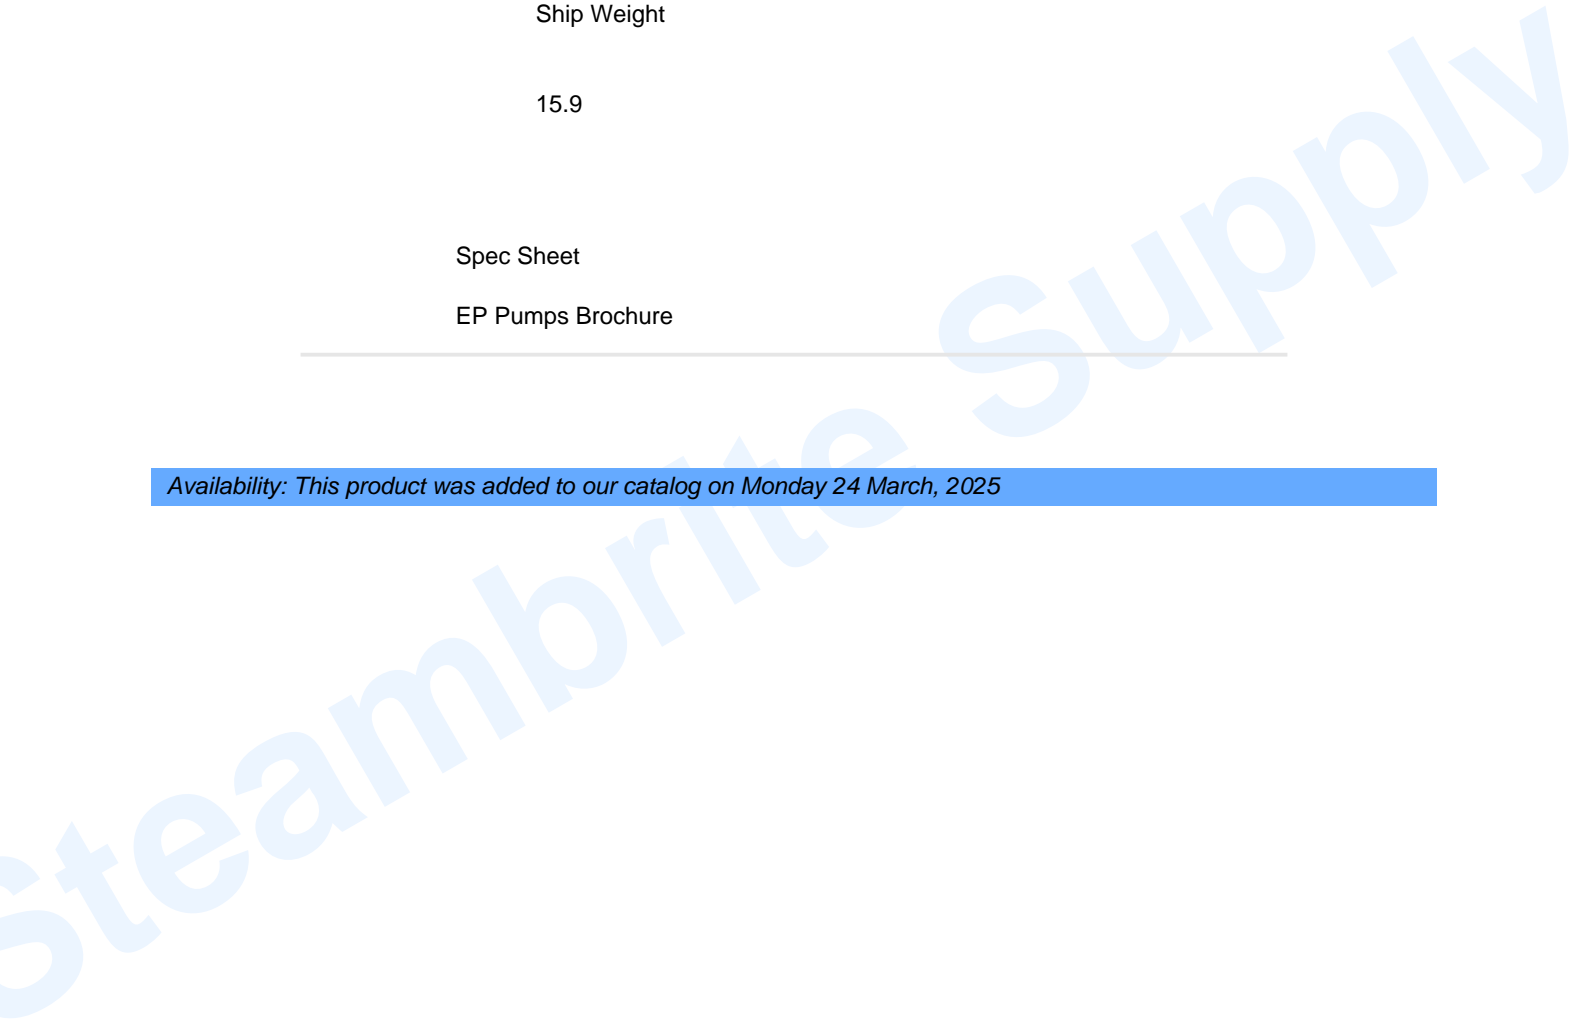 Ship Weight
15.9
Spec Sheet
EP Pumps Brochure
Availability: This product was added to our catalog on Monday 24 March, 2025
Steambrite Supply